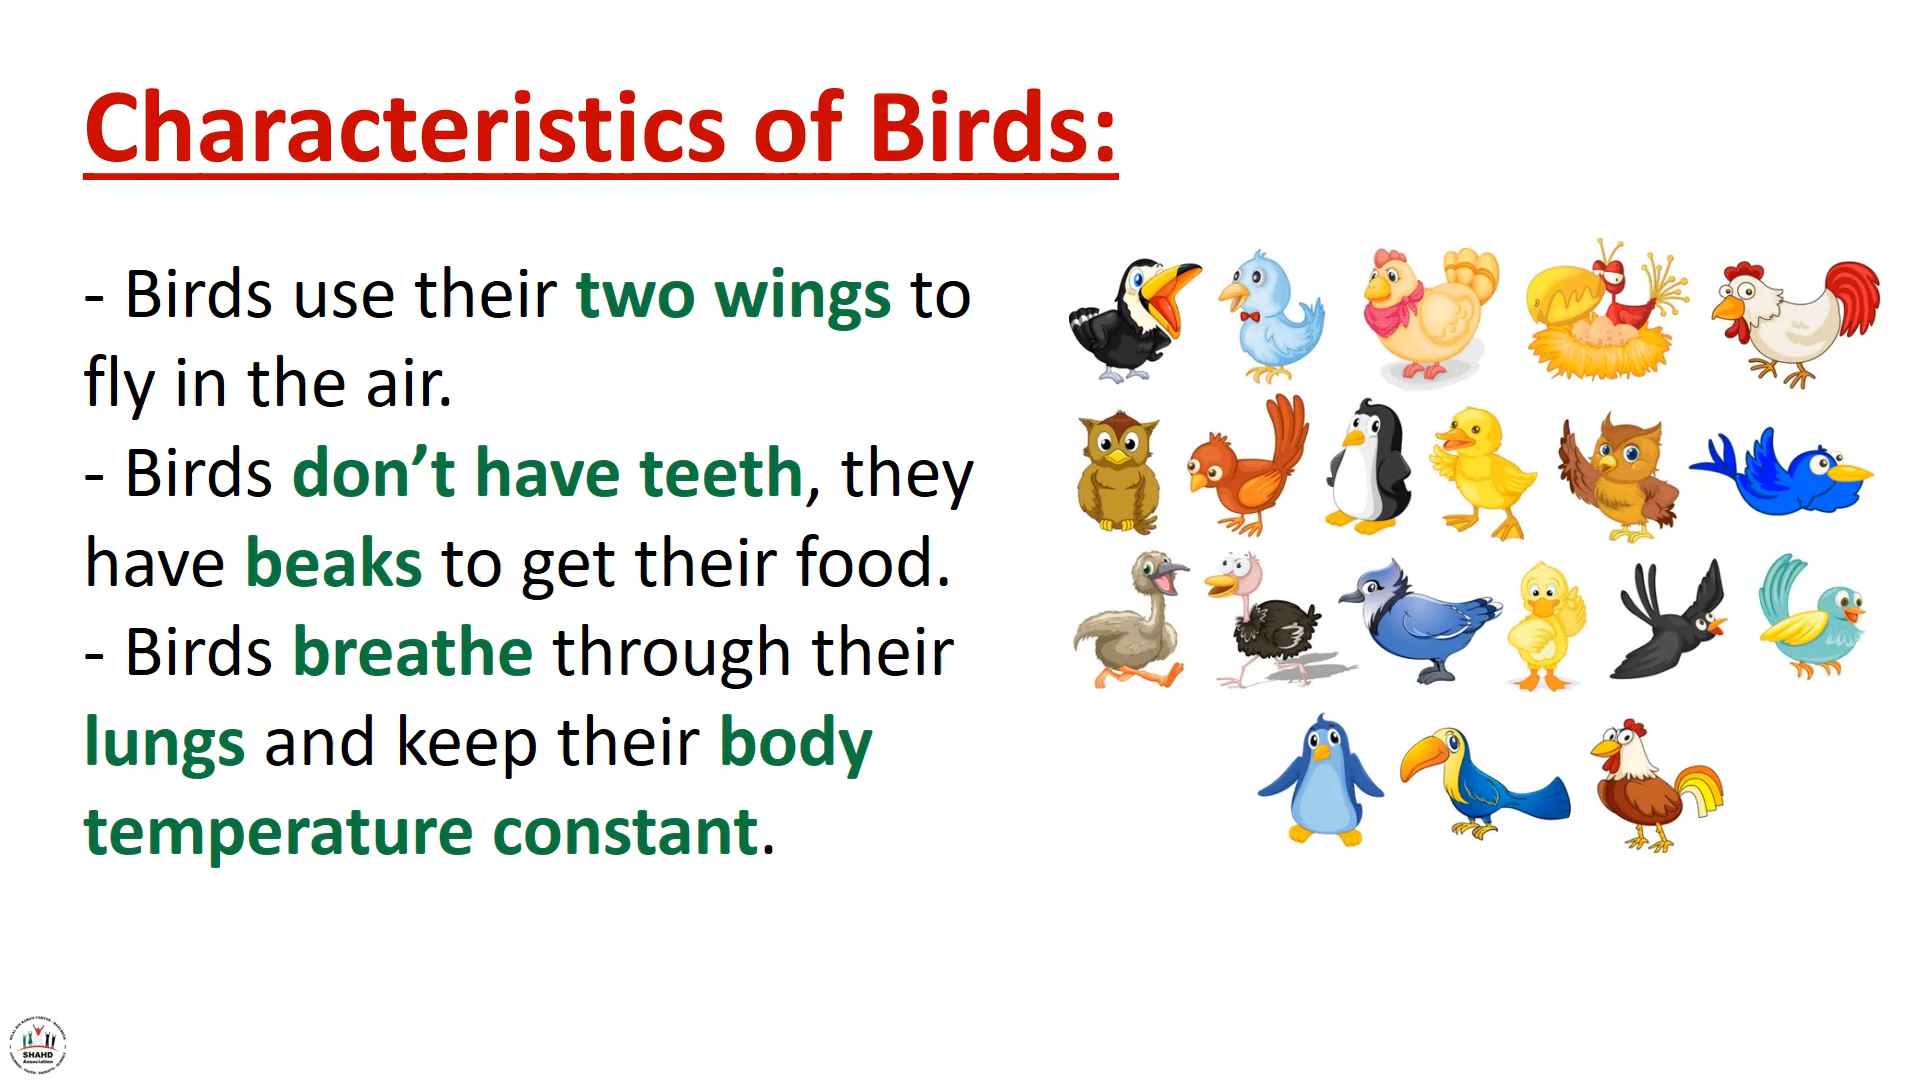 Characteristics of Birds:
- Birds use their two wings to
fly in the air.
- Birds don’t have teeth, they
have beaks to get their food.
- Birds breathe through their
lungs and keep their body
temperature constant.
SHAHD
Association